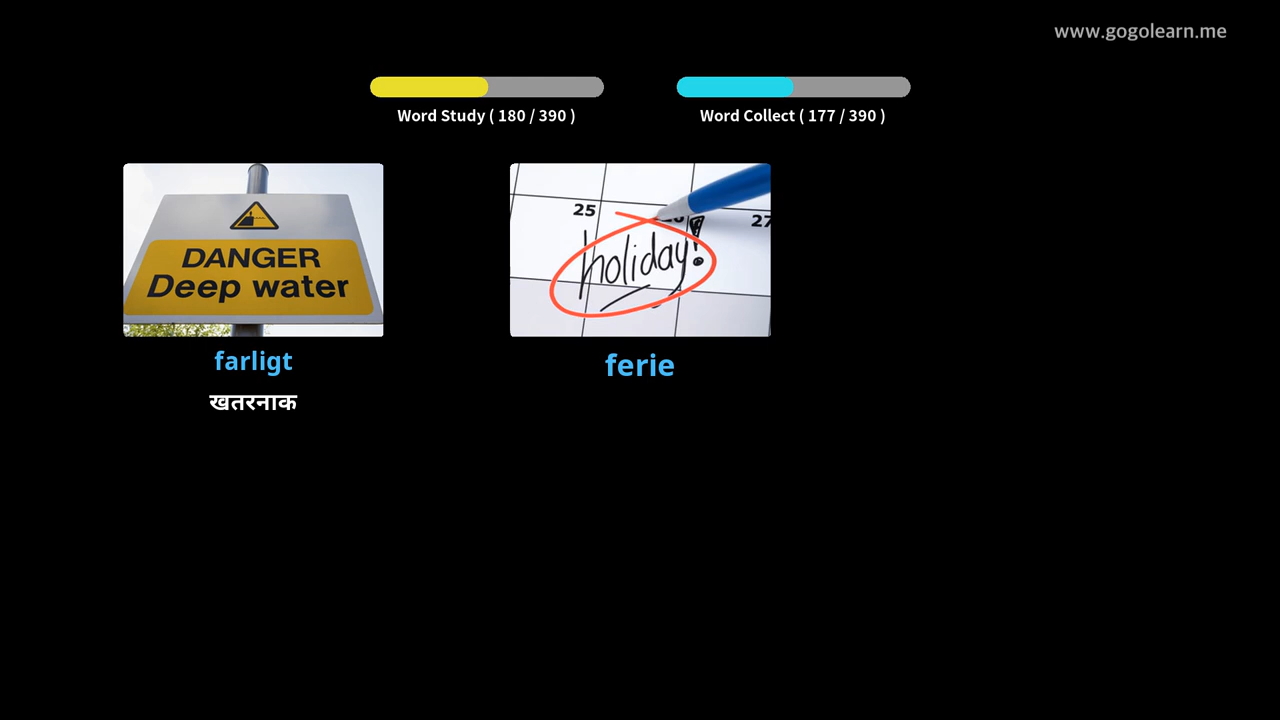 www.gogolearn.me
Word Study ( 180 / 390 )
Word Collect ( 177 / 390 )
DANGER
Deep water
25
27
holiday!
farligt
ferie
खतरनाक